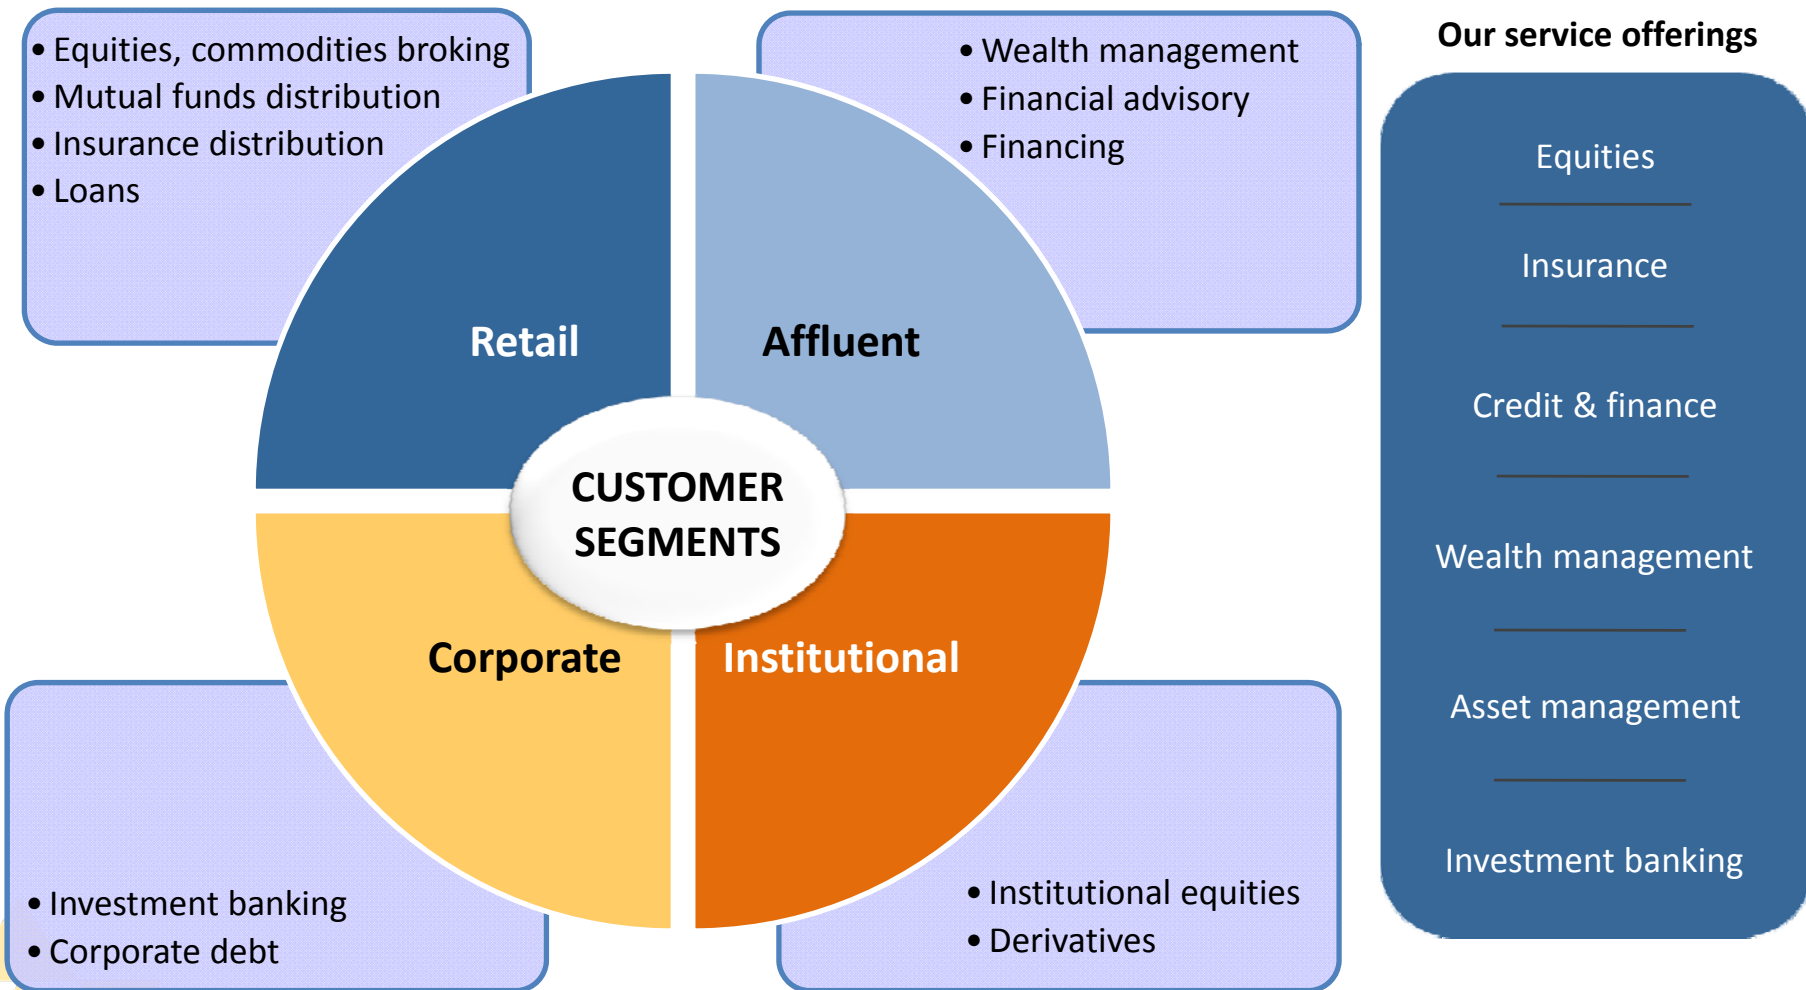 • Equities, commodities broking
• Mutual funds distribution
• Insurance distribution
• Loans
• Wealth management
• Financial advisory
• Financing
Retail
Affluent
CUSTOMER
SEGMENTS
Corporate
Institutional
• Investment banking
• Corporate debt
• Institutional equities
• Derivatives
Our service offerings
Equities
Insurance
Credit & finance
Wealth management
Asset management
Investment banking